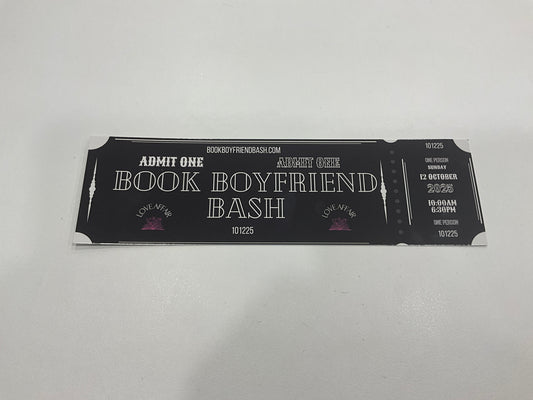 BOOKBOYFRIENDBASH.COM
ADMIT ONE ADMIT ONE
BOOK BOYFRIEND
BASH
LOVE AFFAIR LOVE AFFAIR
101225
101225
ONE PERSON
SUNDAY
12 OCTOBER
2025
10:00AM
6:30PM
ONE PERSON
101225